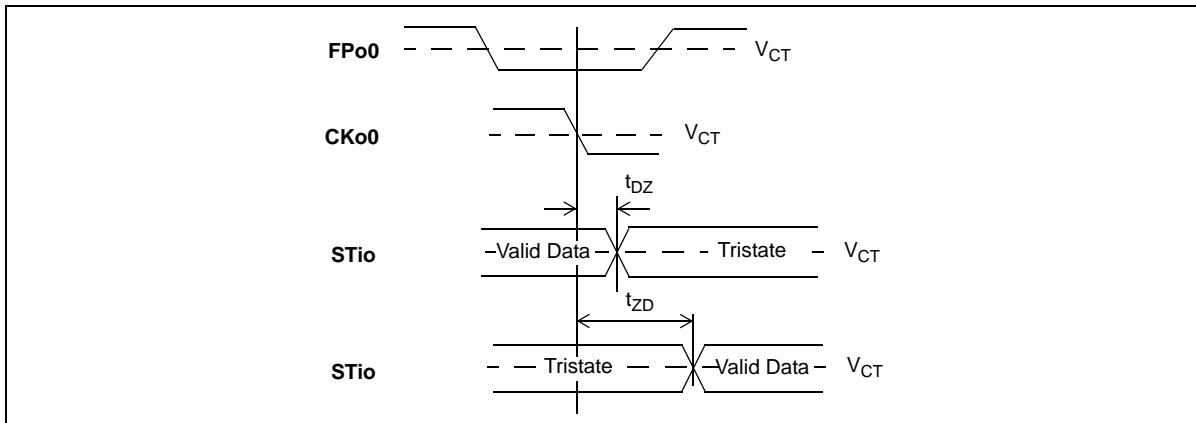 FPo0 V_CT
CKo0 V_CT
t_DZ
STio Valid Data Tristate V_CT
t_ZD
STio Tristate Valid Data V_CT